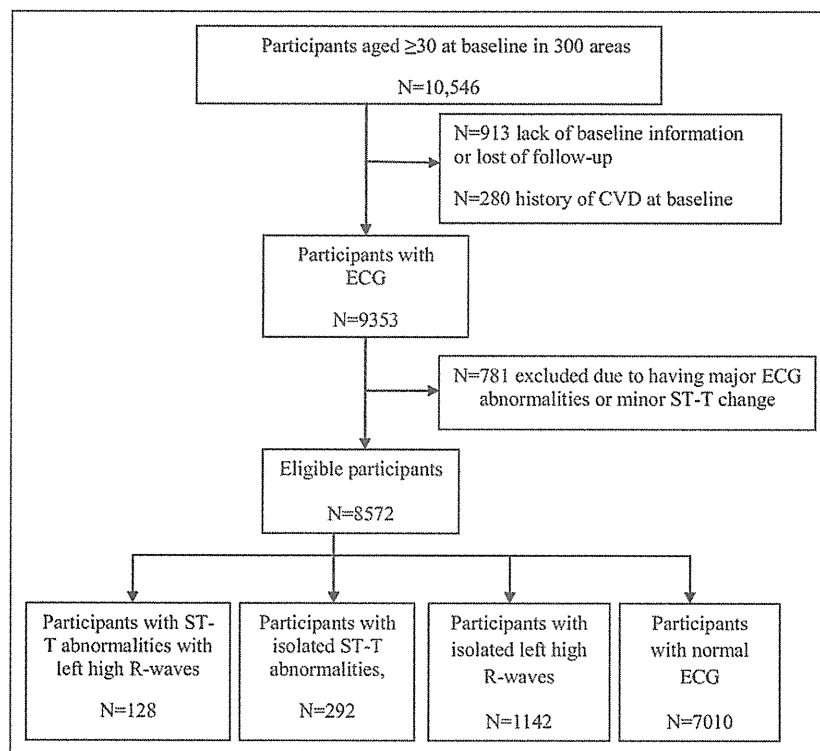 Participants aged ≥30 at baseline in 300 areas
N=10,546
N=913 lack of baseline information
or lost of follow-up
N=280 history of CVD at baseline
Participants with
ECG
N=9353
N=781 excluded due to having major ECG
abnormalities or minor ST-T change
Eligible participants
N=8572
Participants with ST-
T abnormalities with
left high R-waves
N=128
Participants with
isolated ST-T
abnormalities,
N=292
Participants with
isolated left high
R-waves
N=1142
Participants
with normal
ECG
N=7010